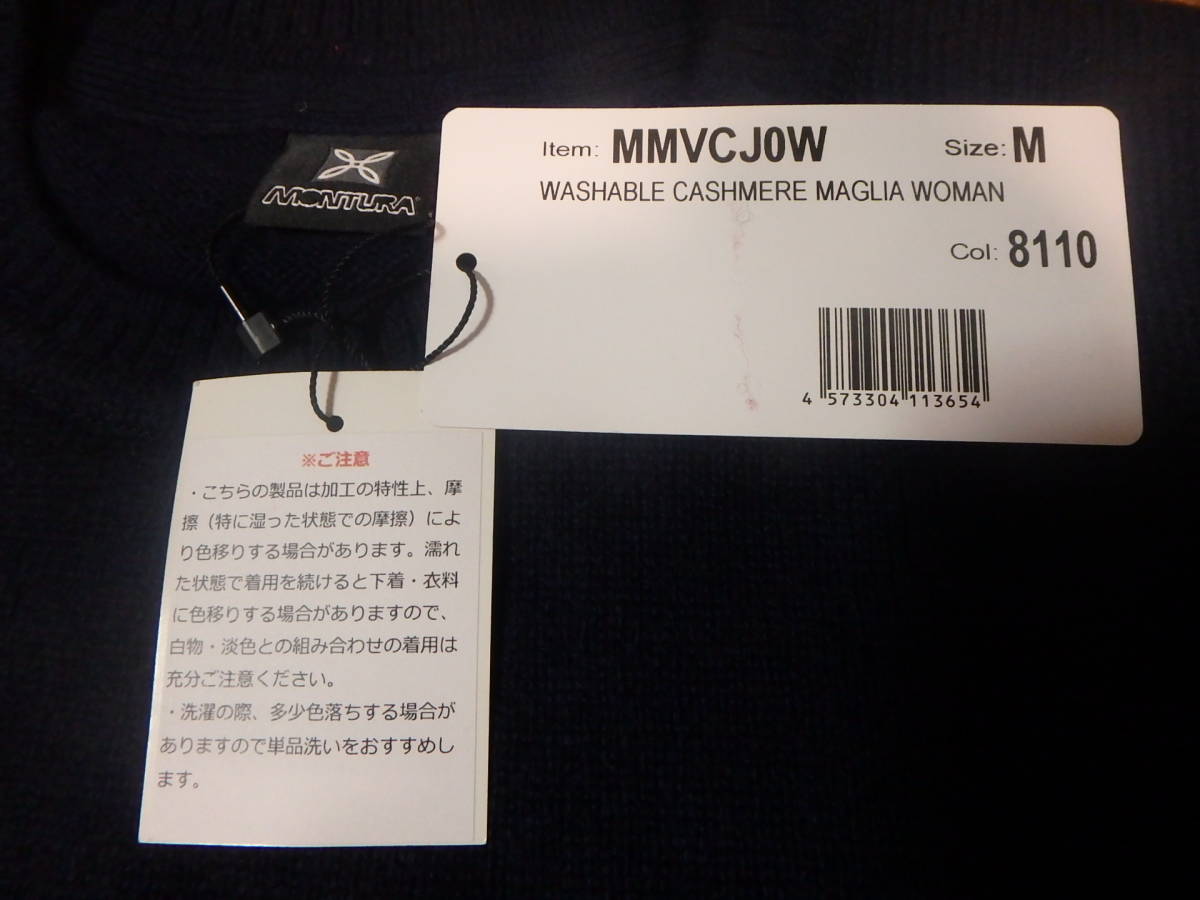 MONTURA
Item: MMVCJ0W Size: M
WASHABLE CASHMERE MAGLIA WOMAN
Col: 8110
4 573304 113654
※ご注意
・こちらの製品は加工の特性上、摩
擦（特に湿った状態での摩擦）によ
り色移りする場合があります。濡れ
た状態で着用を続けると下着・衣料
に色移りする場合がありますので、
白物・淡色との組み合わせの着用は
充分ご注意ください。
・洗濯の際、多少色落ちする場合が
ありますので単品洗いをおすすめし
ます。